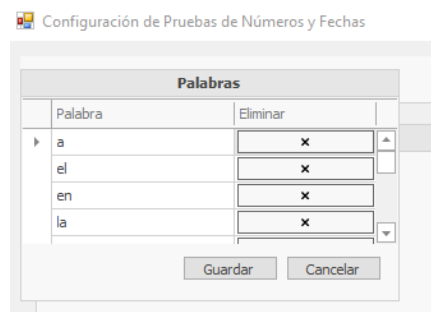 Configuración de Pruebas de Números y Fechas
Palabras
Palabra Eliminar
a ×
el ×
en ×
la ×
Guardar Cancelar